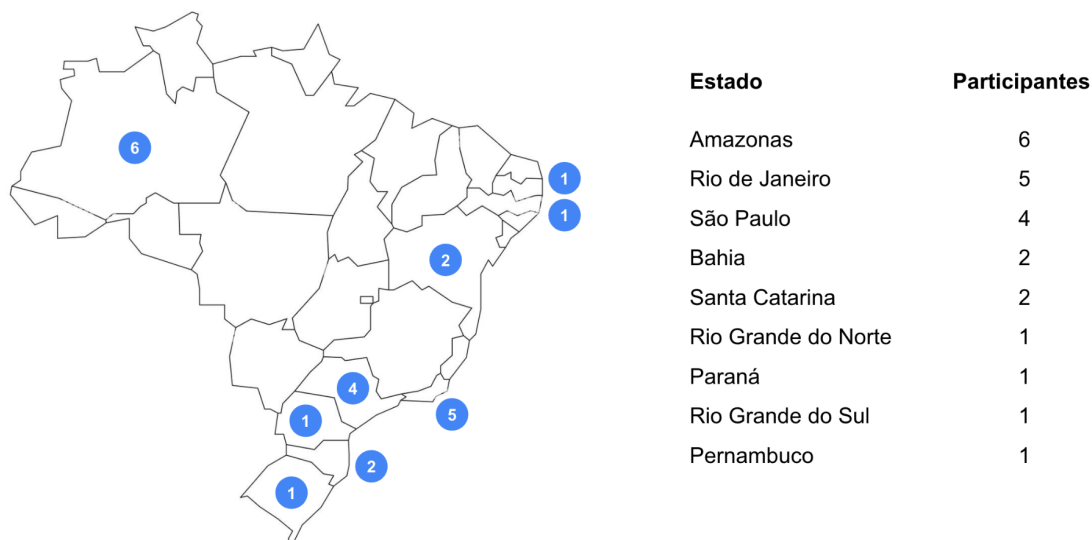 6
1
1
2
4
5
1
2
1
Estado Participantes
Amazonas 6
Rio de Janeiro 5
São Paulo 4
Bahia 2
Santa Catarina 2
Rio Grande do Norte 1
Paraná 1
Rio Grande do Sul 1
Pernambuco 1